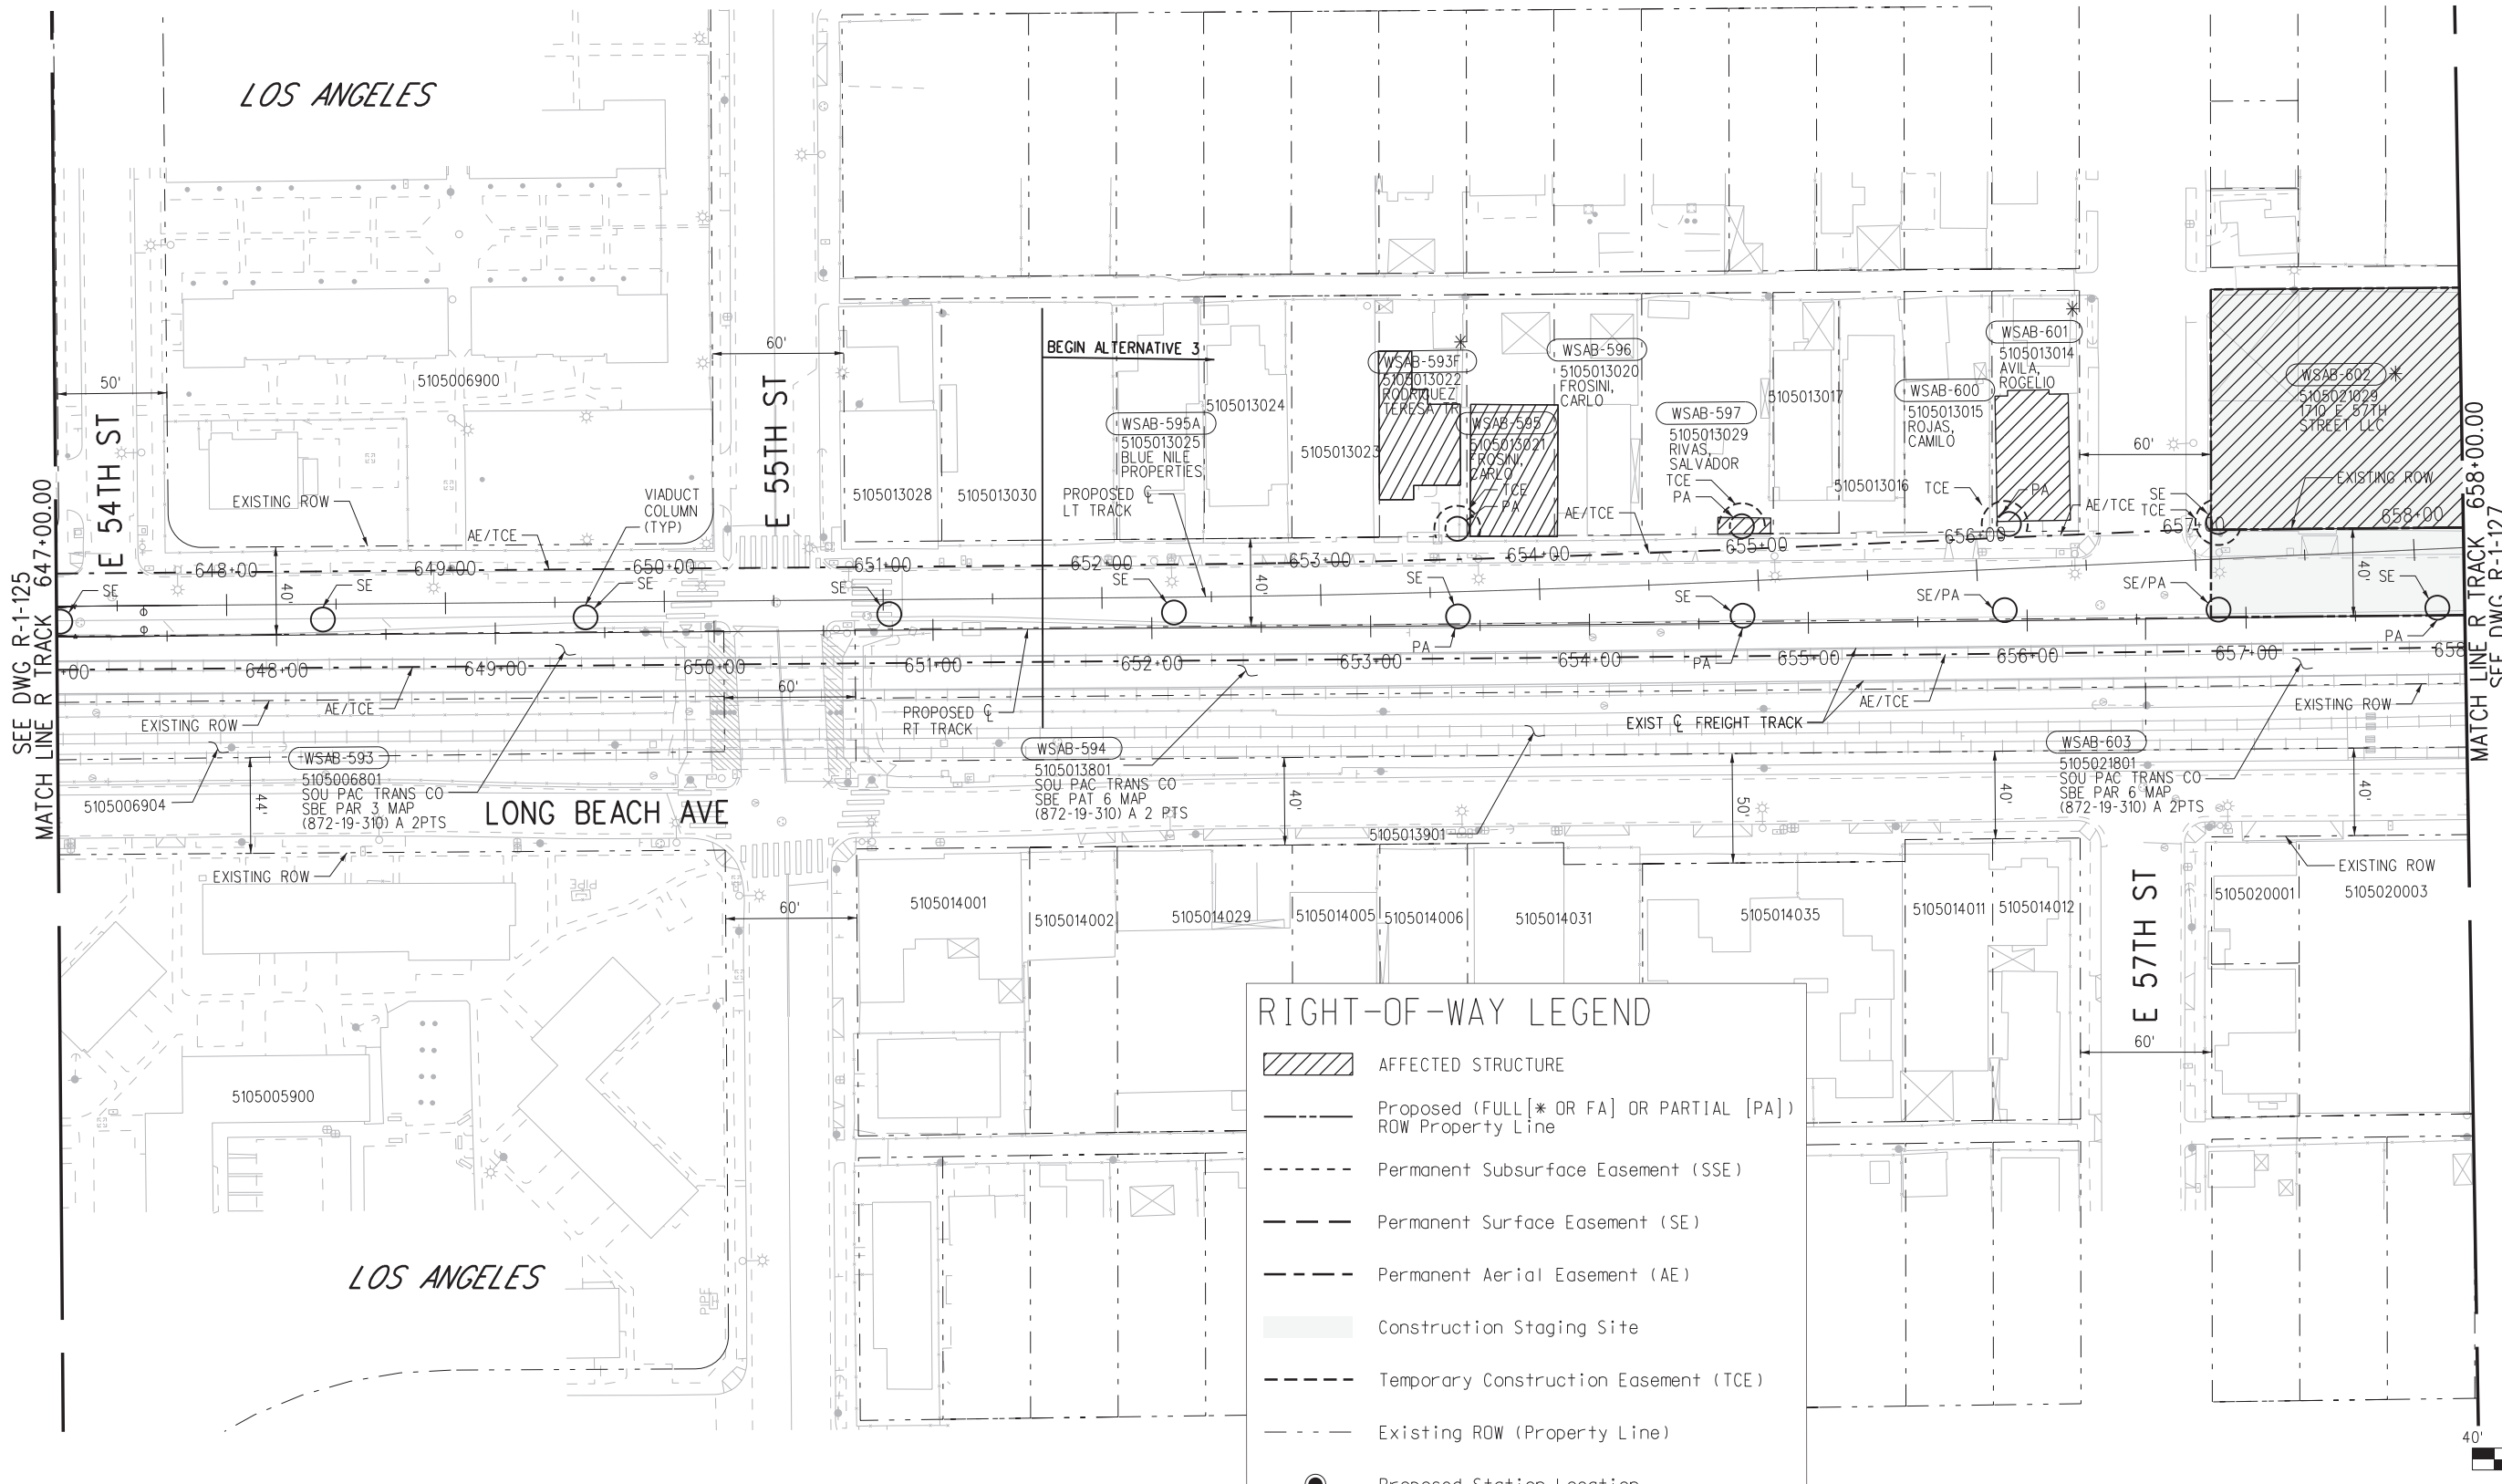 LOS ANGELES
SEE DWG R-1-125
MATCH LINE R TRACK 647+00.00
50'
E 54TH ST
5105006900
EXISTING ROW
VIADUCT
COLUMN
(TYP)
AE/TCE
60'
E 55TH ST
BEGIN ALTERNATIVE 3
5105013028
5105013030
WSAB-595A
5105013025
BLUE NILE
PROPERTIES
5105013024
PROPOSED ℄
LT TRACK
5105013023
WSAB-593F
5105013022
RODRIGUEZ
TERESA TR
WSAB-595
5105013021
FROSINI,
CARLO
TCE
PA
WSAB-596
5105013020
FROSINI,
CARLO
AE/TCE
WSAB-597
5105013029
RIVAS,
SALVADOR
TCE
PA
5105013017
5105013016
WSAB-600
5105013015
ROJAS,
CAMILO
WSAB-601
5105013014
AVILA,
ROGELIO
TCE
PA
AE/TCE
60'
SE
TCE
WSAB-602
5105021029
1710 E 57TH
STREET LLC
EXISTING ROW
MATCH LINE R TRACK 658+00.00
SEE DWG R-1-127
648+00
649+00
650+00
651+00
652+00
653+00
654+00
655+00
656+00
657+00
658+00
SE
40'
SE
SE
SE
SE
40'
SE
PA
SE
PA
SE/PA
SE/PA
40'
SE
PA
+00
648+00
649+00
650+00
651+00
652+00
653+00
654+00
655+00
656+00
657+00
658
EXISTING ROW
AE/TCE
60'
PROPOSED ℄
RT TRACK
EXIST ℄ FREIGHT TRACK
AE/TCE
EXISTING ROW
5105006904
WSAB-593
5105006801
SOU PAC TRANS CO
SBE PAR 3 MAP
(872-19-310) A 2PTS
44'
LONG BEACH AVE
WSAB-594
5105013801
SOU PAC TRANS CO
SBE PAT 6 MAP
(872-19-310) A 2 PTS
40'
5105013901
50'
40'
WSAB-603
5105021801
SOU PAC TRANS CO
SBE PAR 6 MAP
(872-19-310) A 2PTS
40'
EXISTING ROW
EXISTING ROW
PIPE
60'
5105014001
5105014002
5105014029
5105014005
5105014006
5105014031
5105014035
5105014011
5105014012
E 57TH ST
60'
5105020001
5105020003
5105005900
LOS ANGELES
PIPE
RIGHT-OF-WAY LEGEND
AFFECTED STRUCTURE
Proposed (FULL[* OR FA] OR PARTIAL [PA])
ROW Property Line
Permanent Subsurface Easement (SSE)
Permanent Surface Easement (SE)
Permanent Aerial Easement (AE)
Construction Staging Site
Temporary Construction Easement (TCE)
Existing ROW (Property Line)
Proposed Station Location
40'